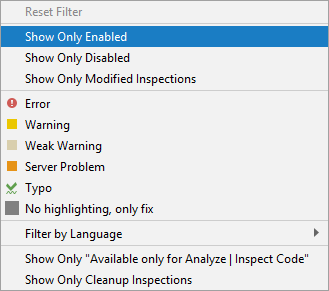 Reset Filter
Show Only Enabled
Show Only Disabled
Show Only Modified Inspections
Error
Warning
Weak Warning
Server Problem
Typo
No highlighting, only fix
Filter by Language
Show Only "Available only for Analyze | Inspect Code"
Show Only Cleanup Inspections